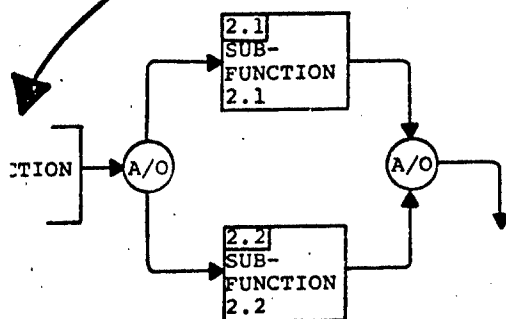 2.1
SUB-
FUNCTION
2.1
CTION
A/O
A/O
2.2
SUB-
FUNCTION
2.2